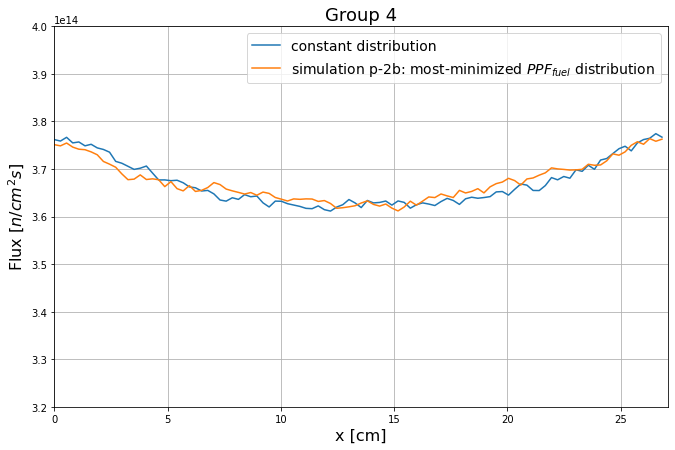 Group 4
1e14
4.0
3.9
3.8
3.7
3.6
3.5
3.4
3.3
3.2
Flux [n/cm²s]
constant distribution
simulation p-2b: most-minimized PPF_fuel distribution
0 5 10 15 20 25
x [cm]